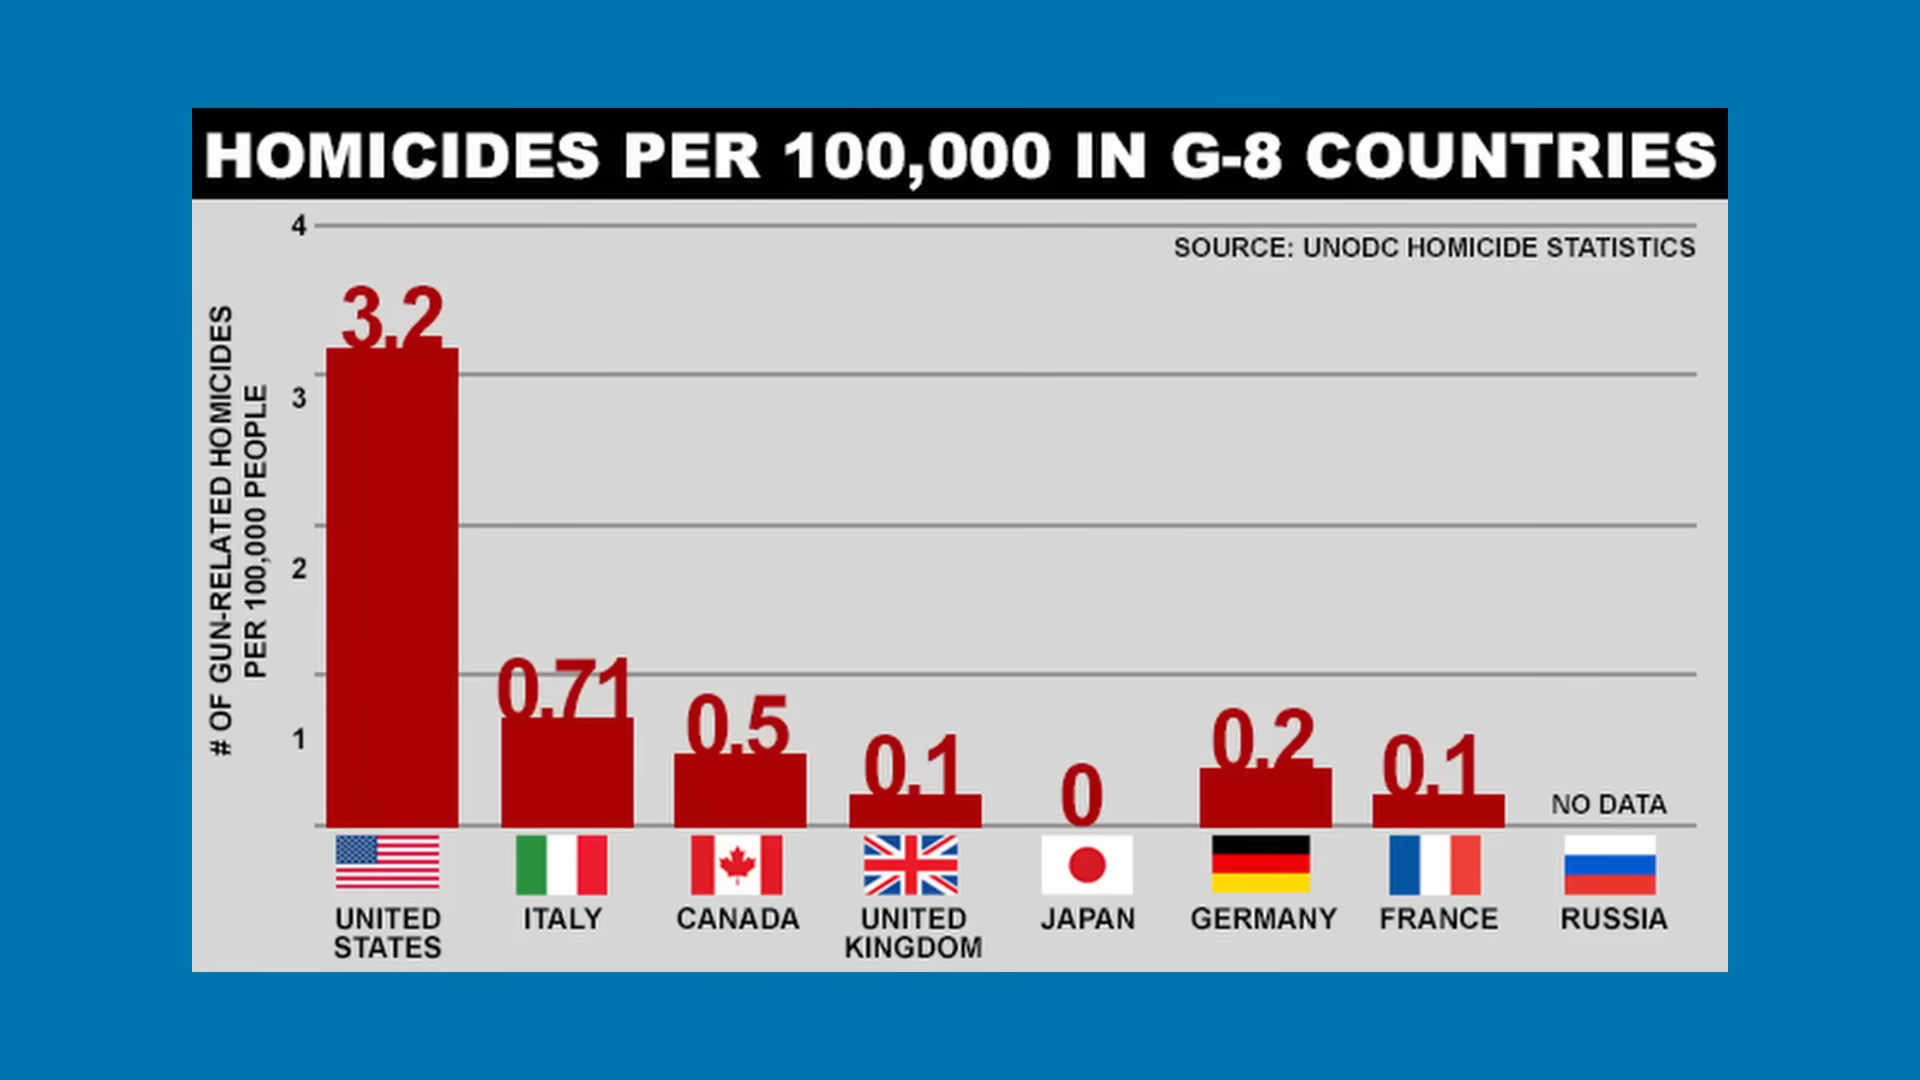 HOMICIDES PER 100,000 IN G-8 COUNTRIES
SOURCE: UNODC HOMICIDE STATISTICS
# OF GUN-RELATED HOMICIDES
PER 100,000 PEOPLE
4
3
2
1
3.2
0.71
0.5
0.1
0
0.2
0.1
NO DATA
UNITED
STATES
ITALY
CANADA
UNITED
KINGDOM
JAPAN
GERMANY
FRANCE
RUSSIA